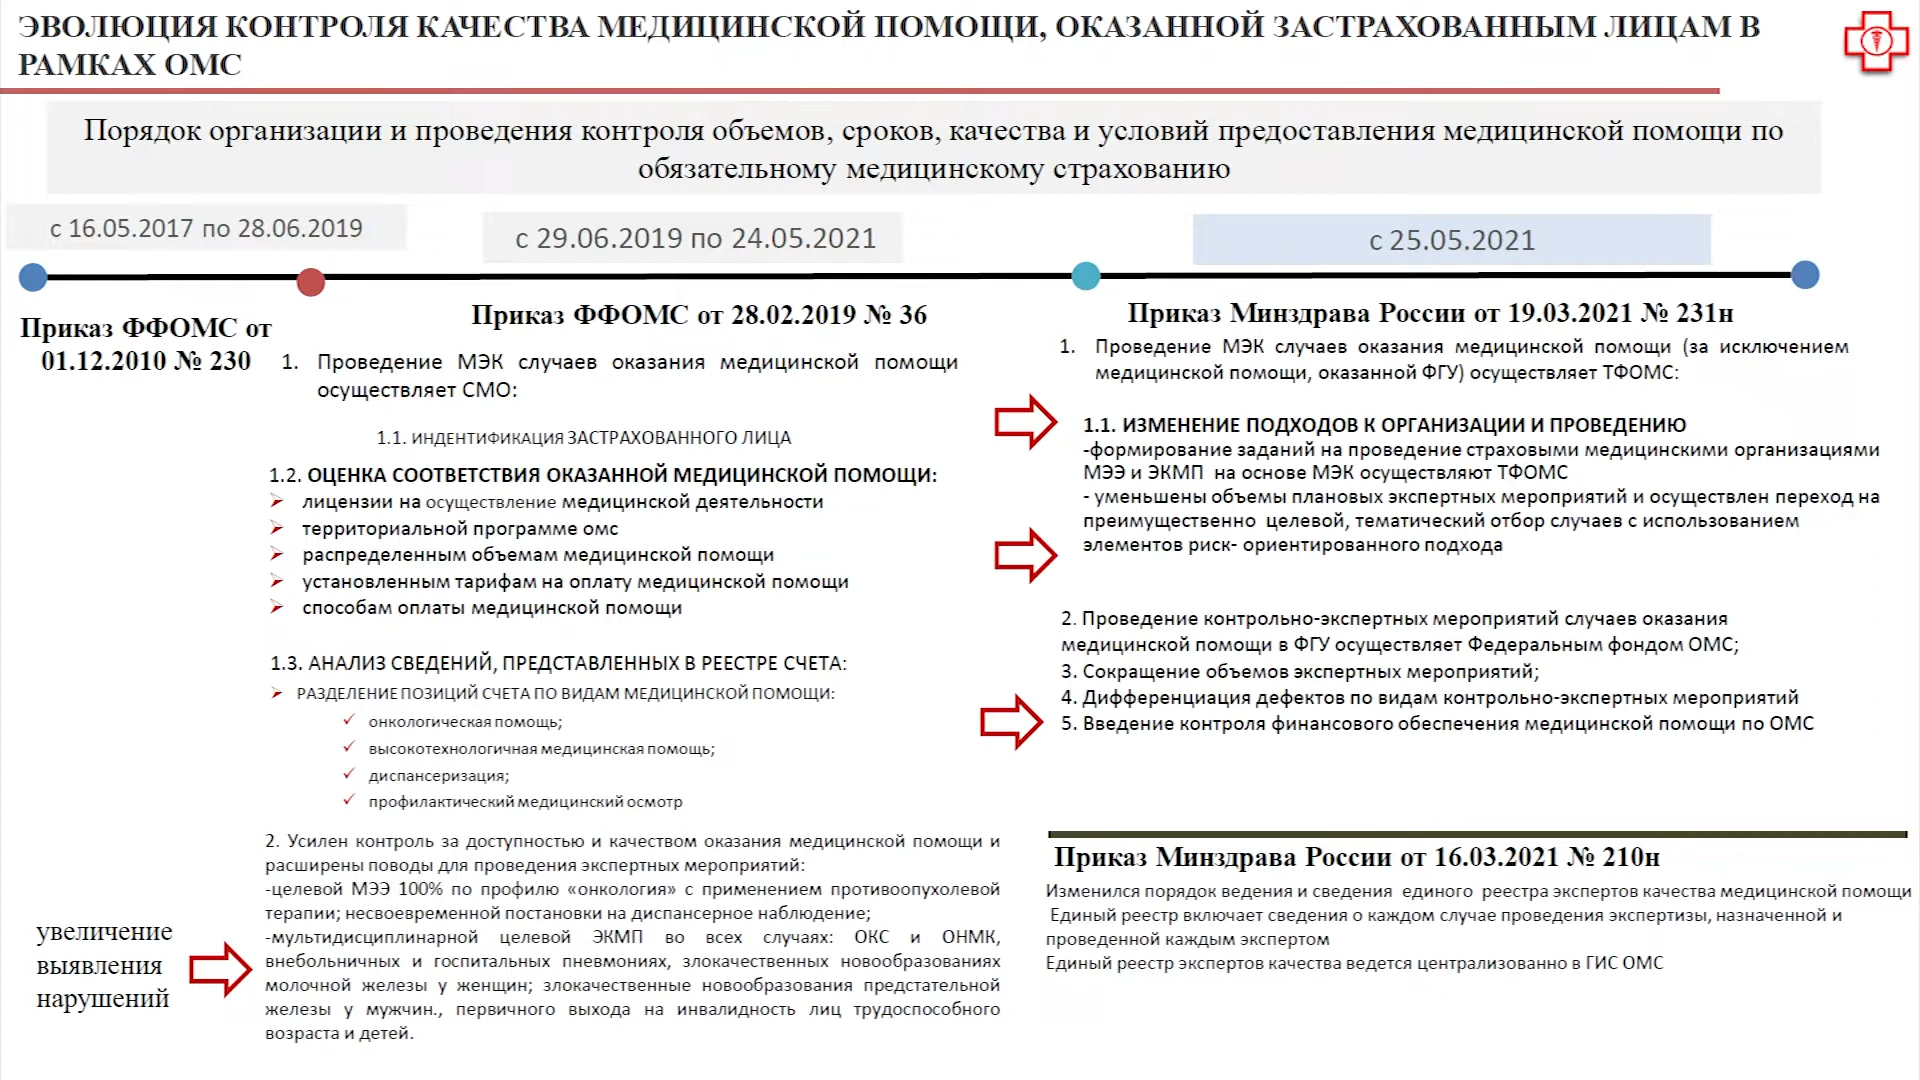 ЭВОЛЮЦИЯ КОНТРОЛЯ КАЧЕСТВА МЕДИЦИНСКОЙ ПОМОЩИ, ОКАЗАННОЙ ЗАСТРАХОВАННЫМ ЛИЦАМ В
РАМКАХ ОМС
Порядок организации и проведения контроля объемов, сроков, качества и условий предоставления медицинской помощи по
обязательному медицинскому страхованию
с 16.05.2017 по 28.06.2019
с 29.06.2019 по 24.05.2021
с 25.05.2021
Приказ ФФОМС от
01.12.2010 № 230
Приказ ФФОМС от 28.02.2019 № 36
1. Проведение МЭК случаев оказания медицинской помощи
осуществляет СМО:
1.1. ИНДЕНТИФИКАЦИЯ ЗАСТРАХОВАННОГО ЛИЦА
1.2. ОЦЕНКА СООТВЕТСТВИЯ ОКАЗАННОЙ МЕДИЦИНСКОЙ ПОМОЩИ:
лицензии на осуществление медицинской деятельности
территориальной программе омс
распределенным объемам медицинской помощи
установленным тарифам на оплату медицинской помощи
способам оплаты медицинской помощи
1.3. АНАЛИЗ СВЕДЕНИЙ, ПРЕДСТАВЛЕННЫХ В РЕЕСТРЕ СЧЕТА:
РАЗДЕЛЕНИЕ ПОЗИЦИЙ СЧЕТА ПО ВИДАМ МЕДИЦИНСКОЙ ПОМОЩИ:
онкологическая помощь;
высокотехнологичная медицинская помощь;
диспансеризация;
профилактический медицинский осмотр
2. Усилен контроль за доступностью и качеством оказания медицинской помощи и
расширены поводы для проведения экспертных мероприятий:
-целевой МЭЭ 100% по профилю «онкология» с применением противоопухолевой
терапии; несвоевременной постановки на диспансерное наблюдение;
-мультидисциплинарной целевой ЭКМП во всех случаях: ОКС и ОНМК,
внебольничных и госпитальных пневмониях, злокачественных новообразованиях
молочной железы у женщин; злокачественные новообразования предстательной
железы у мужчин., первичного выхода на инвалидность лиц трудоспособного
возраста и детей.
увеличение
выявления
нарушений
Приказ Минздрава России от 19.03.2021 № 231н
1. Проведение МЭК случаев оказания медицинской помощи (за исключением
медицинской помощи, оказанной ФГУ) осуществляет ТФОМС:
1.1. ИЗМЕНЕНИЕ ПОДХОДОВ К ОРГАНИЗАЦИИ И ПРОВЕДЕНИЮ
-формирование заданий на проведение страховыми медицинскими организациями
МЭЭ и ЭКМП на основе МЭК осуществляют ТФОМС
- уменьшены объемы плановых экспертных мероприятий и осуществлен переход на
преимущественно целевой, тематический отбор случаев с использованием
элементов риск- ориентированного подхода
2. Проведение контрольно-экспертных мероприятий случаев оказания
медицинской помощи в ФГУ осуществляет Федеральным фондом ОМС;
3. Сокращение объемов экспертных мероприятий;
4. Дифференциация дефектов по видам контрольно-экспертных мероприятий
5. Введение контроля финансового обеспечения медицинской помощи по ОМС
Приказ Минздрава России от 16.03.2021 № 210н
Изменился порядок ведения и сведения единого реестра экспертов качества медицинской помощи
Единый реестр включает сведения о каждом случае проведения экспертизы, назначенной и
проведенной каждым экспертом
Единый реестр экспертов качества ведется централизованно в ГИС ОМС